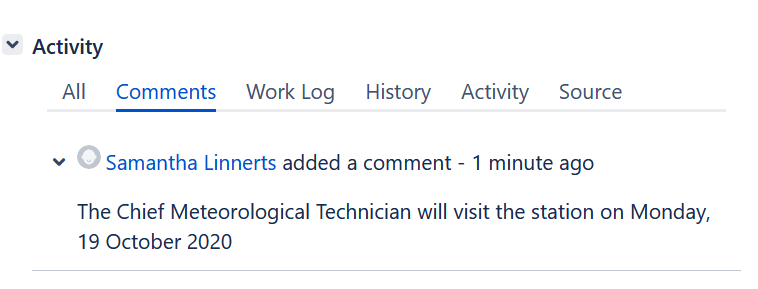 Activity
All Comments Work Log History Activity Source
Samantha Linnerts added a comment - 1 minute ago
The Chief Meteorological Technician will visit the station on Monday,
19 October 2020